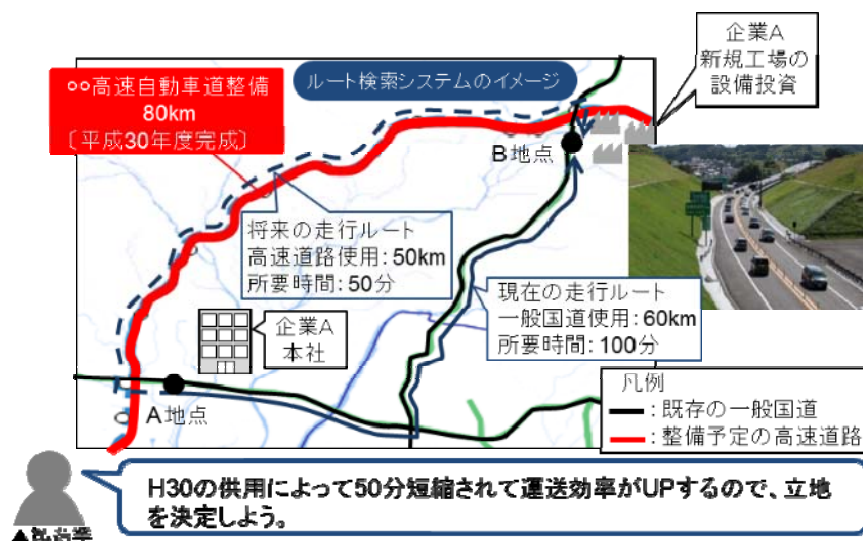 企業A
新規工場の
設備投資
ルート検索システムのイメージ
○○高速自動車道整備
80km
〔平成30年度完成〕
B地点
将来の走行ルート
高速道路使用:50km
所要時間:50分
現在の走行ルート
一般国道使用:60km
所要時間:100分
企業A
本社
A地点
凡例
:既存の一般国道
:整備予定の高速道路
H30の供用によって50分短縮されて運送効率がUPするので、立地
を決定しよう。